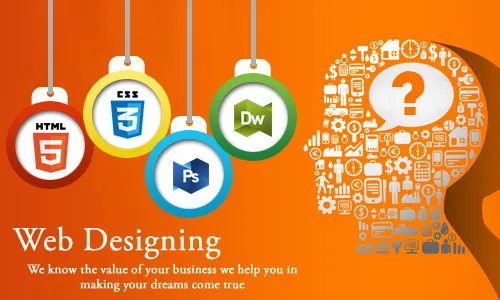 HTML
5
CSS
3
Ps
Dw
?
Web Designing
We know the value of your business we help you in
making your dreams come true